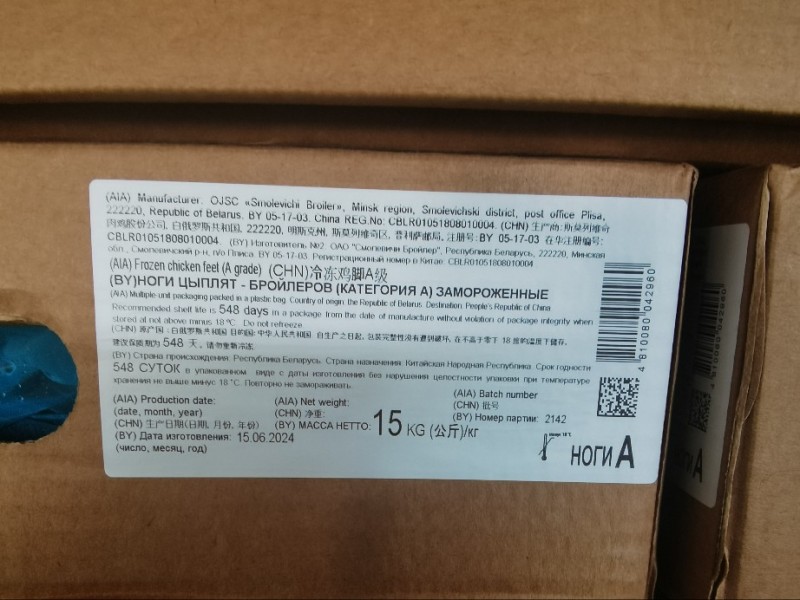 (AIA) Manufacturer: OJSC «Smolevichi Broiler», Minsk region, Smolevichski district, post office Plisa,
222220, Republic of Belarus. BY 05-17-03. China REG.No: CBLR01051808010004. (CHN) 生产商: 斯莫列维奇
肉鸡股份公司, 白俄罗斯共和国, 222220, 明斯克州, 斯莫列维奇区, 普利萨邮局, 注册号: BY 05-17-03 在华注册编号:
CBLR01051808010004. (BY) Изготовитель №2, ОАО "Смолевичи Бройлер", Республика Беларусь, 222220, Минская
обл., Смолевичский р-н, п/о Плиса. BY 05-17-03. Регистрационный номер в Китае: CBLR01051808010004
(AIA) Frozen chicken feel (A grade) (CHN)冷冻鸡脚A级
(BY)НОГИ ЦЫПЛЯТ - БРОЙЛЕРОВ (КАТЕГОРИЯ А) ЗАМОРОЖЕННЫЕ
(AIA) Multiple-unit packaging packed in a plastic bag. Country of origin: the Republic of Belarus. Destination: People's Republic of China
Recommended shelf life is 548 days in a package from the date of manufacture without violation of package integrity when
stored at not above minus 18 °C. Do not refreeze.
(CHN) 原产国: 白俄罗斯共和国 目的国: 中华人民共和国 自生产之日起, 包装完整性没有遭到破坏, 在不高于零下 18 度的温度下储存,
建议保质期为 548 天, 请勿重新冷冻
(BY) Страна происхождения: Республика Беларусь. Страна назначения: Китайская Народная Республика. Срок годности
548 СУТОК в упакованном виде с даты изготовления без нарушения целостности упаковки при температуре
хранения не выше минус 18 °С. Повторно не замораживать.
(AIA) Production date:
(date, month, year)
(CHN) 生产日期(日期, 月份, 年份)
(BY) Дата изготовления: 15.06.2024
(число, месяц, год)
(AIA) Net weight:
(CHN) 净重:
(BY) МАССА НЕТТО: 15 KG (公斤)/кг
(AIA) Batch number
(CHN) 批号
(BY) Номер партии: 2142
НОГИ А
4 810080 042960